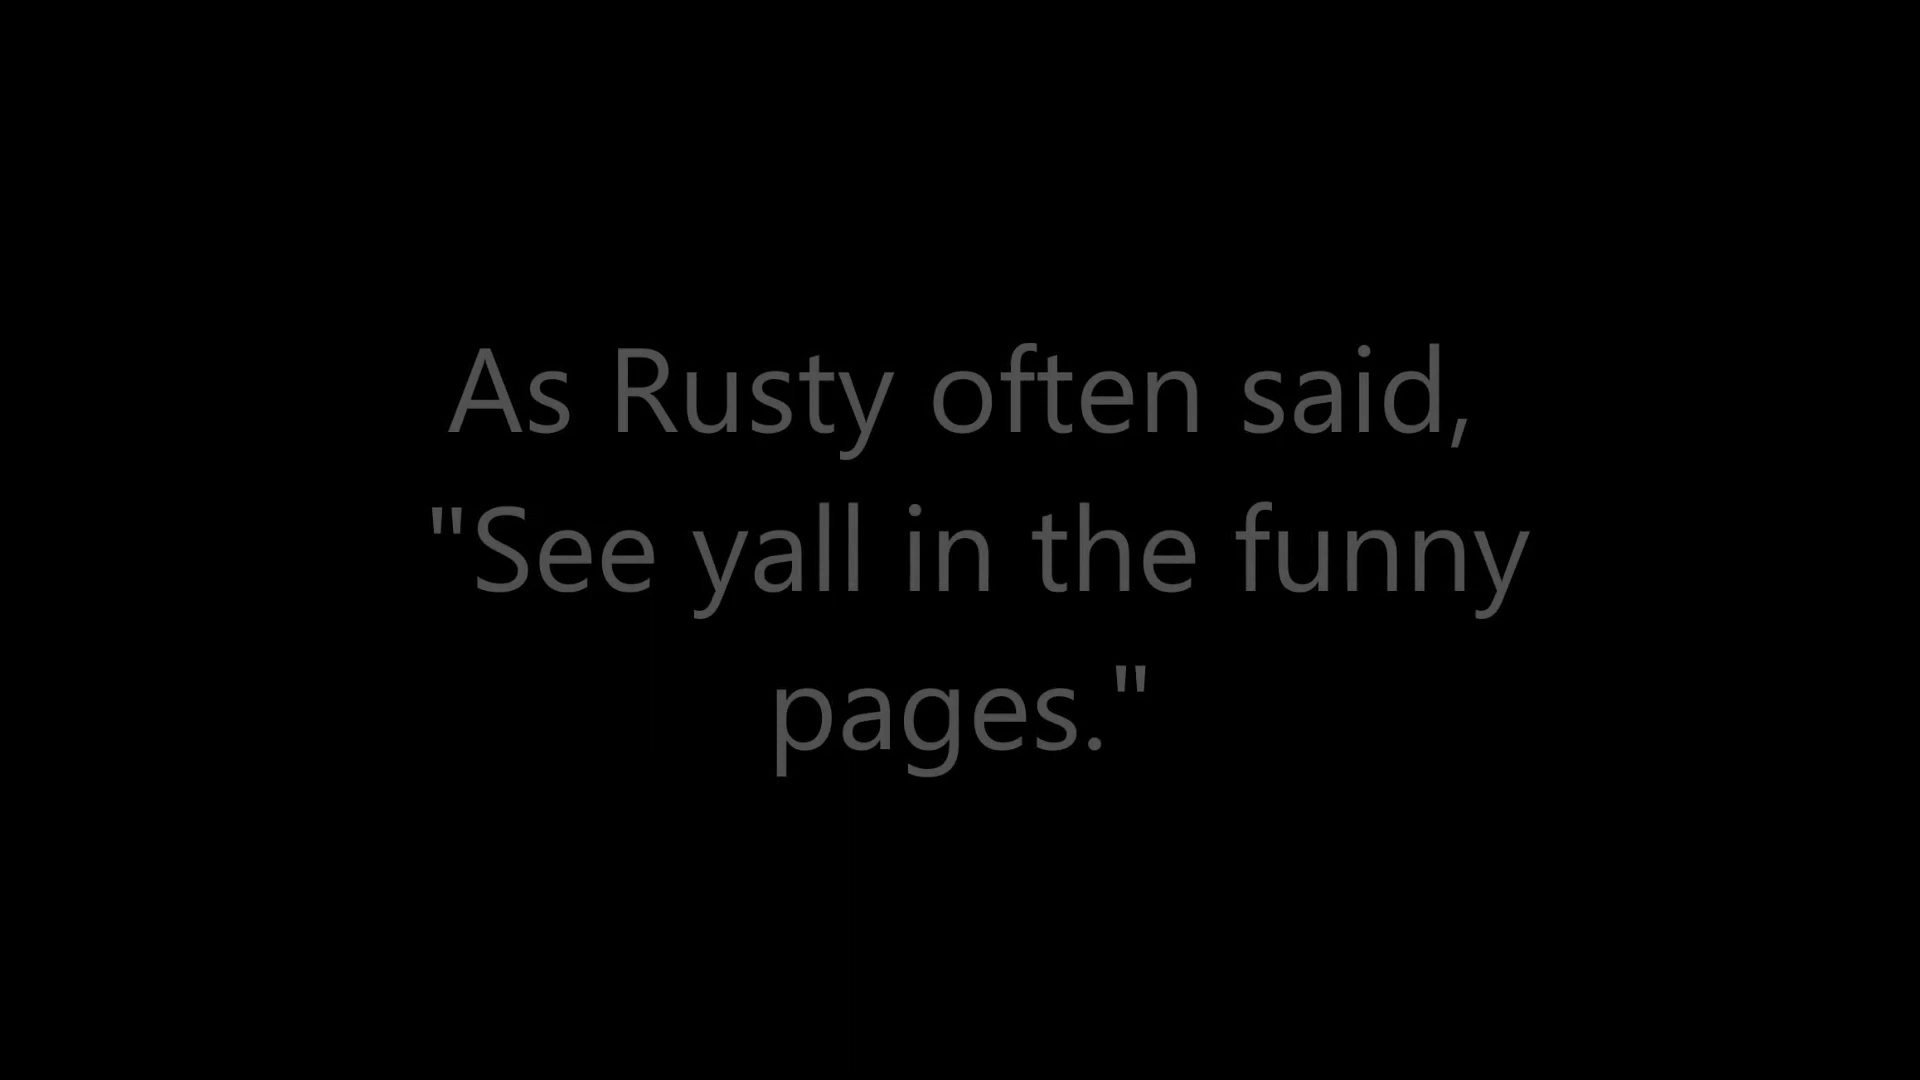 As Rusty often said,
"See yall in the funny
pages."